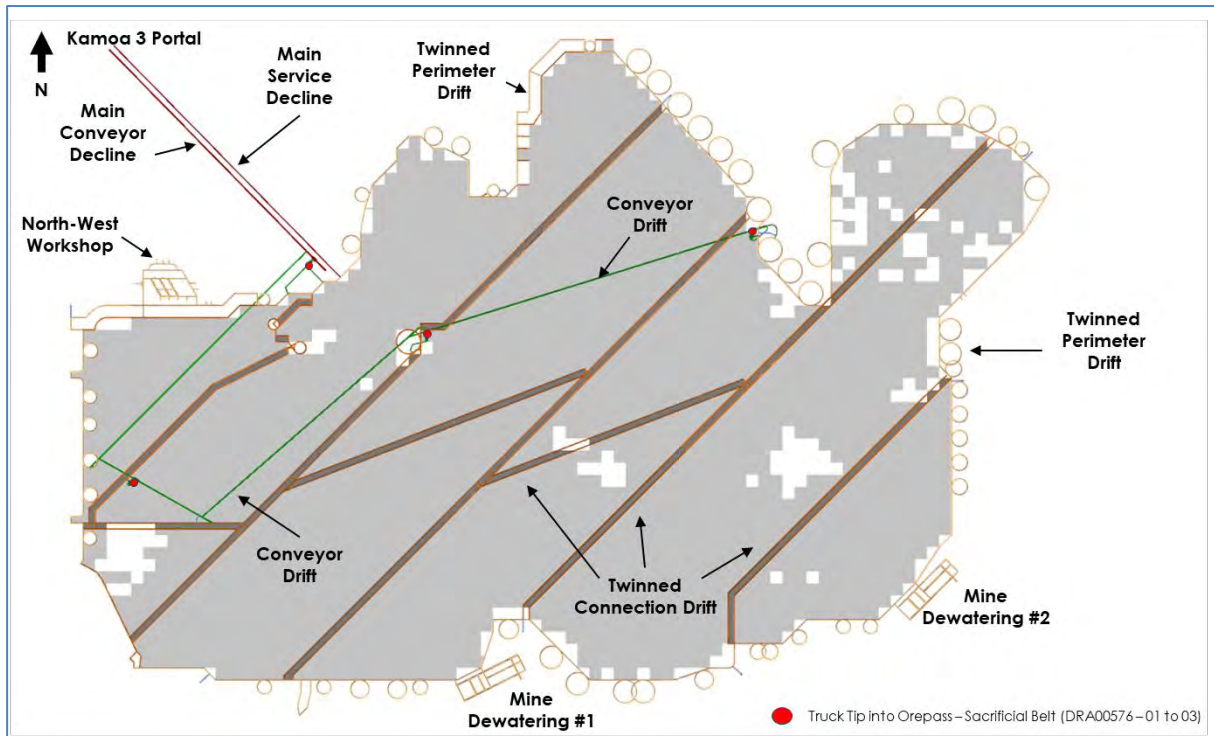 Kamoa 3 Portal
N
Main
Service
Decline
Main
Conveyor
Decline
Twinned
Perimeter
Drift
North-West
Workshop
Conveyor
Drift
Twinned
Perimeter
Drift
Conveyor
Drift
Twinned
Connection Drift
Mine
Dewatering #2
Mine
Dewatering #1
Truck Tip into Orepass – Sacrificial Belt (DRA00576 – 01 to 03)